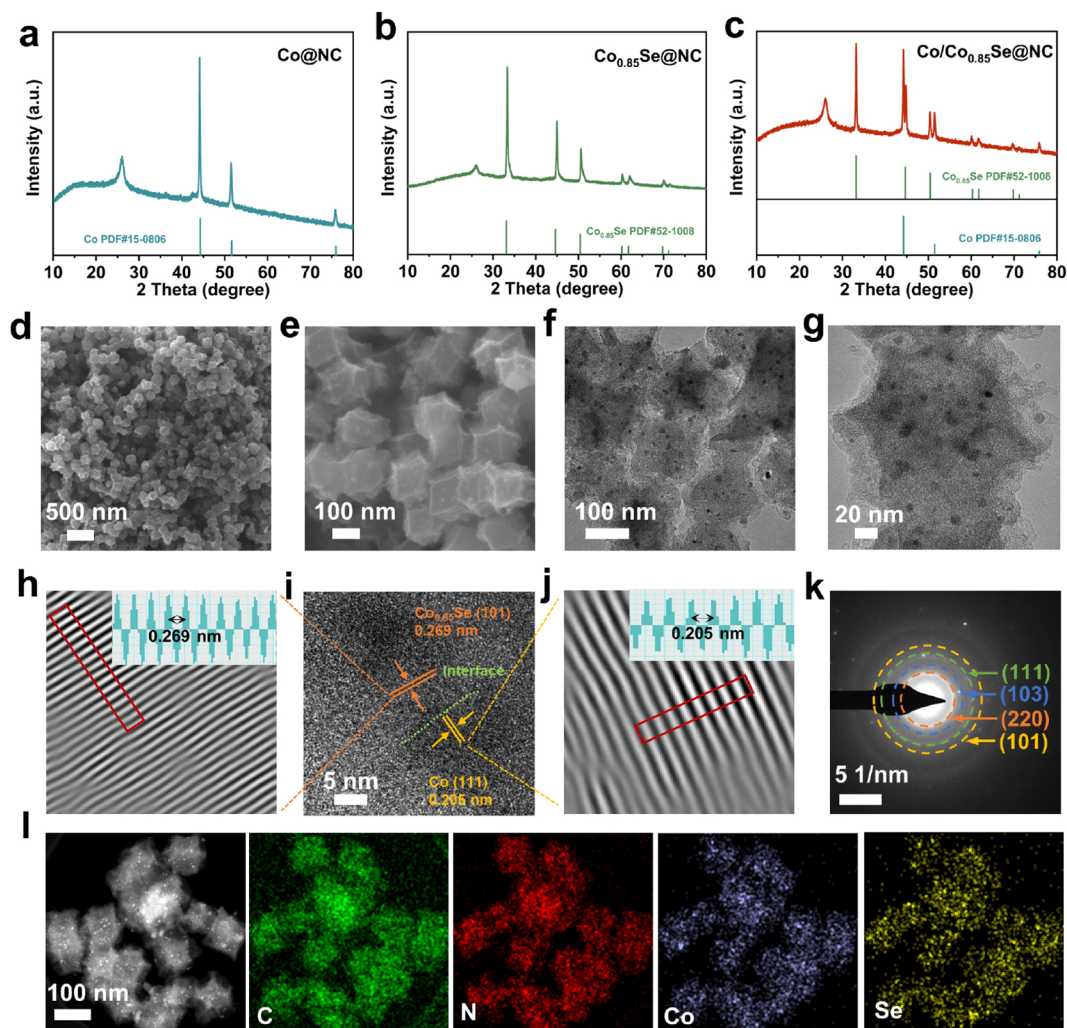 a
Co@NC
Intensity (a.u.)
Co PDF#15-0806
10 20 30 40 50 60 70 80
2 Theta (degree)
b
Co0.85Se@NC
Intensity (a.u.)
Co0.85Se PDF#52-1008
10 20 30 40 50 60 70 80
2 Theta (degree)
c
Co/Co0.85Se@NC
Intensity (a.u.)
Co0.85Se PDF#52-1008
Co PDF#15-0806
10 20 30 40 50 60 70 80
2 Theta (degree)
d
500 nm
e
100 nm
f
100 nm
g
20 nm
h
0.269 nm
i
Co0.85Se (101)
0.269 nm
Interface
Co (111)
0.205 nm
5 nm
j
0.205 nm
k
(111)
(103)
(220)
(101)
5 1/nm
l
100 nm
C
N
Co
Se